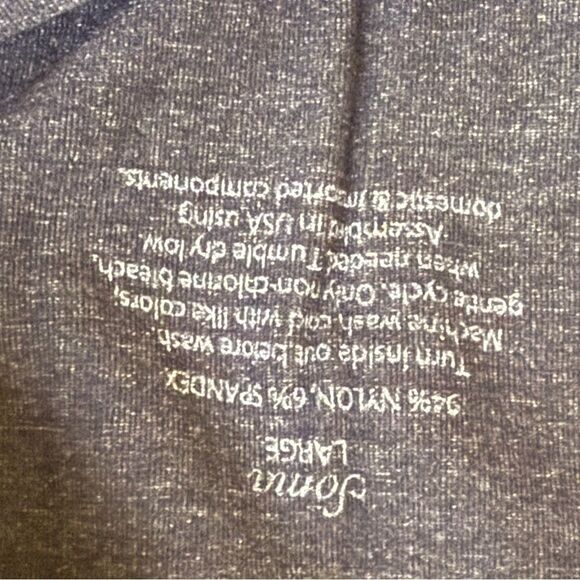 Soma
LARGE
94% NYLON, 6% SPANDEX
Turn inside out before wash.
Machine wash cold with like colors,
gentle cycle. Only non-chlorine bleach,
when needed. Tumble dry low.
Assembled in USA using
domestic & imported components.